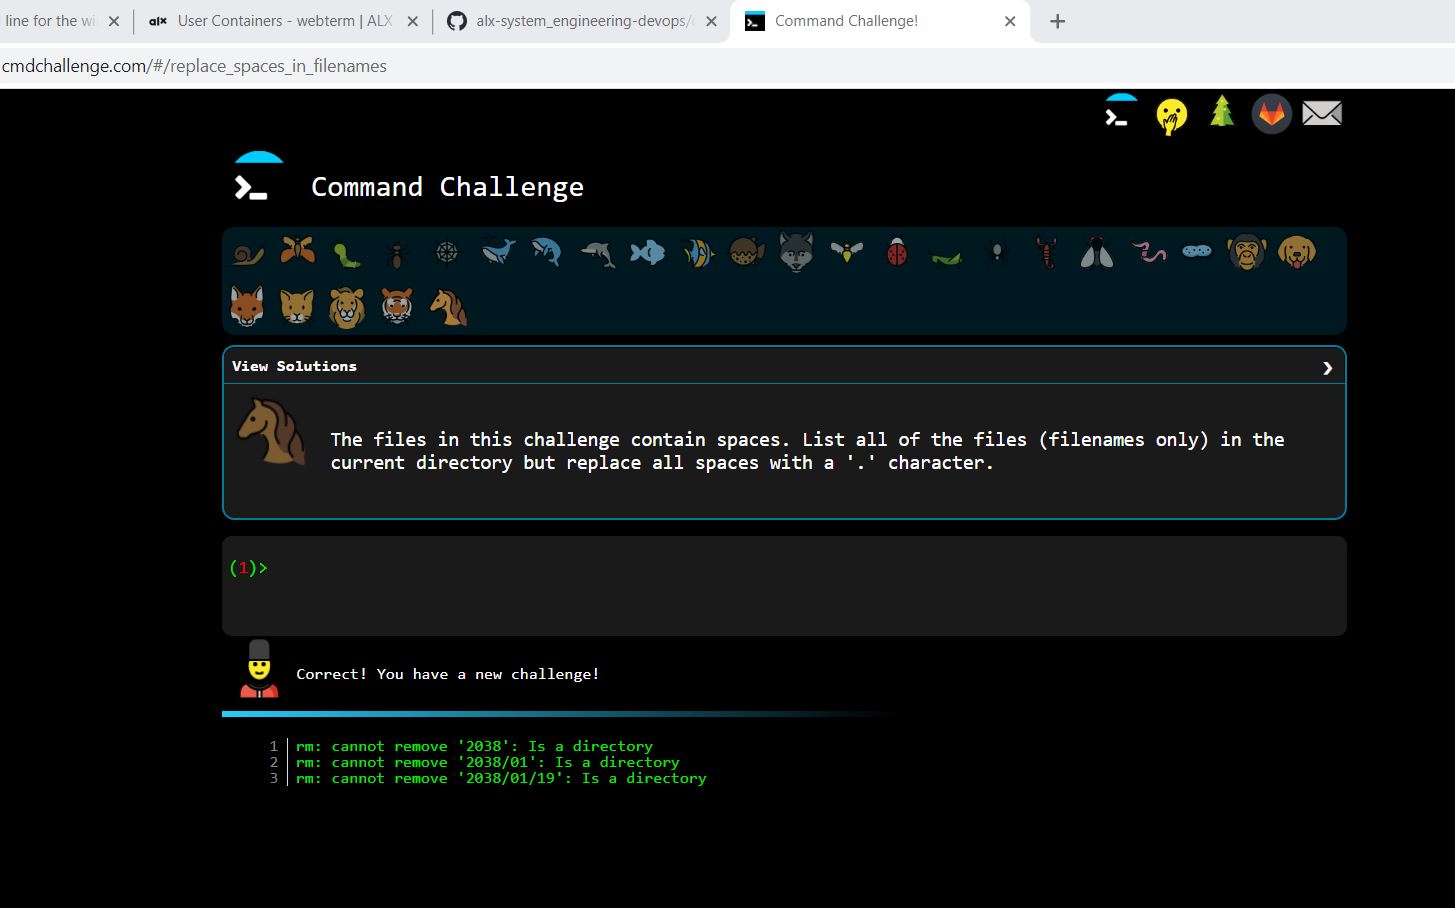 line for the wi
alx User Containers - webterm | ALX
alx-system_engineering-devops/
Command Challenge!
cmdchallenge.com/#/replace_spaces_in_filenames
Command Challenge
View Solutions
The files in this challenge contain spaces. List all of the files (filenames only) in the
current directory but replace all spaces with a '.' character.
(1)>
Correct! You have a new challenge!
1 rm: cannot remove '2038': Is a directory
2 rm: cannot remove '2038/01': Is a directory
3 rm: cannot remove '2038/01/19': Is a directory